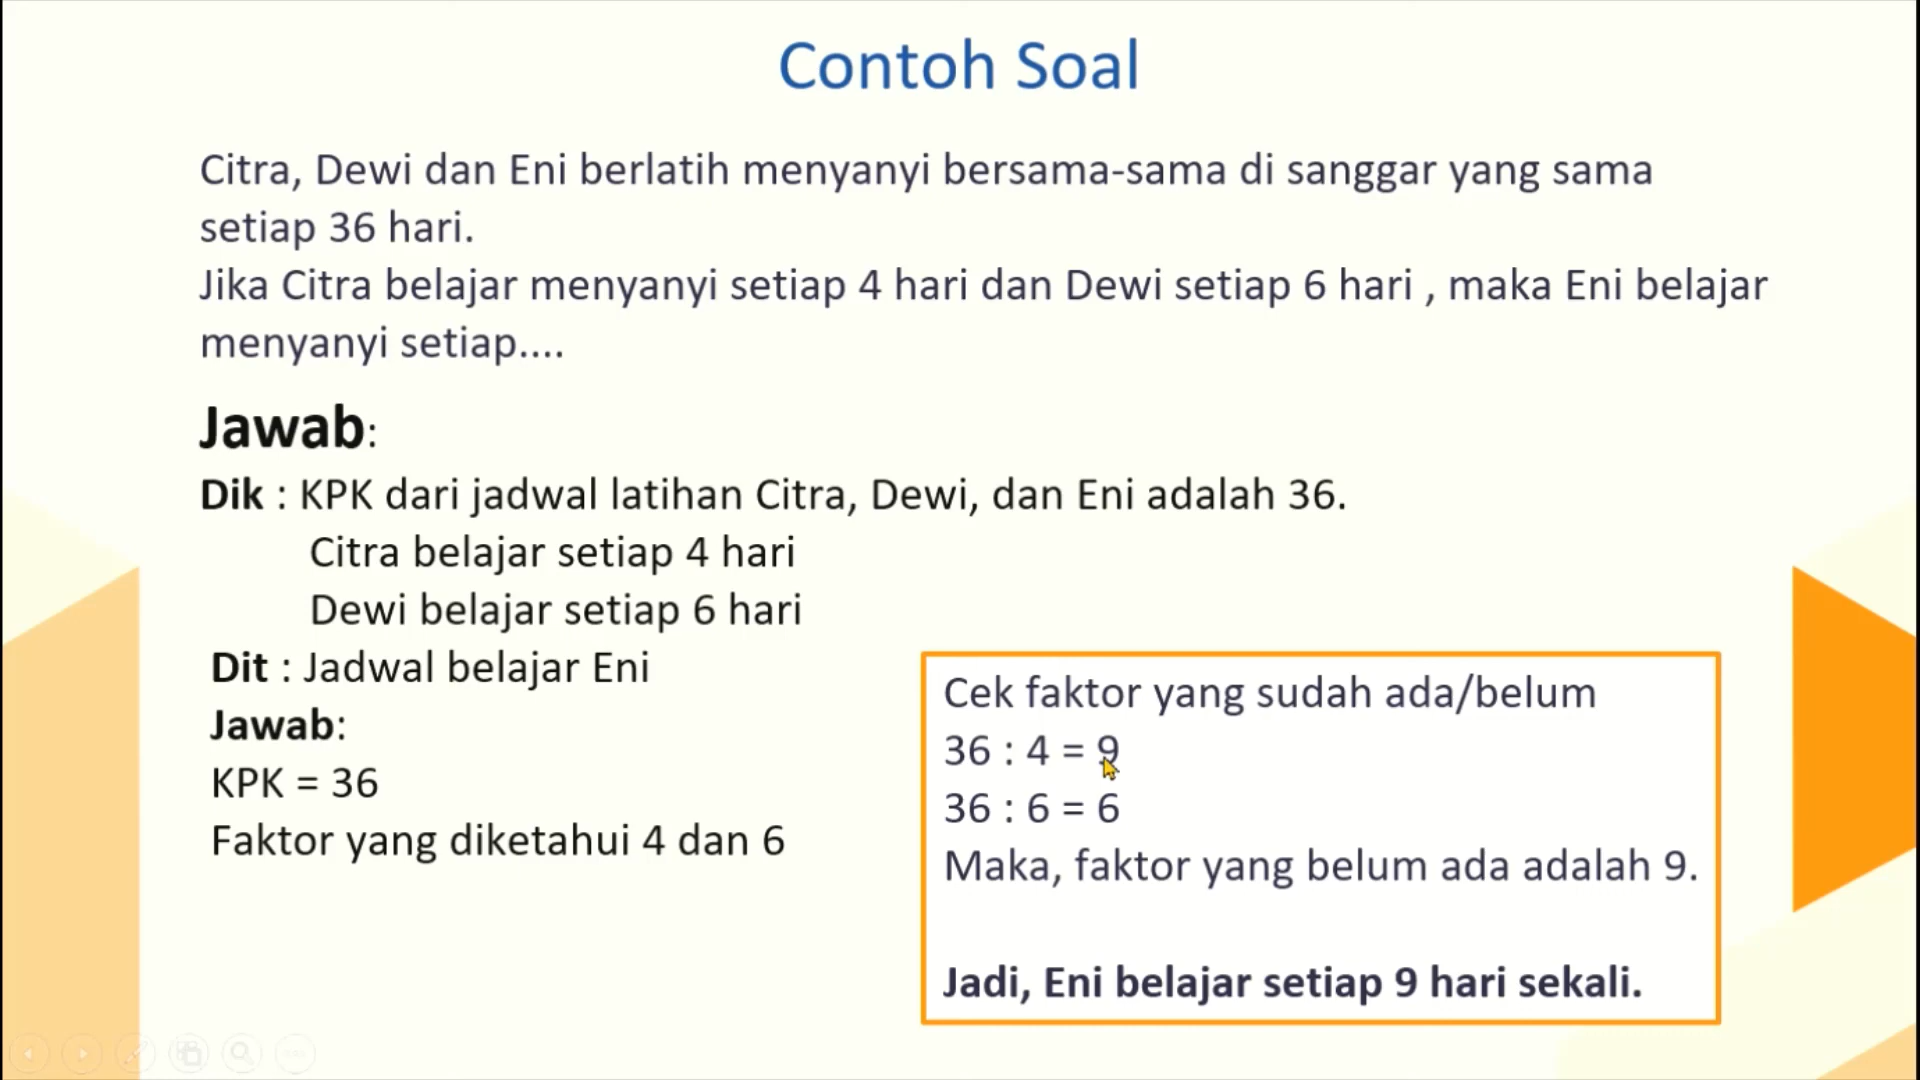 Contoh Soal
Citra, Dewi dan Eni berlatih menyanyi bersama-sama di sanggar yang sama
setiap 36 hari.
Jika Citra belajar menyanyi setiap 4 hari dan Dewi setiap 6 hari , maka Eni belajar
menyanyi setiap....
Jawab:
Dik : KPK dari jadwal latihan Citra, Dewi, dan Eni adalah 36.
Citra belajar setiap 4 hari
Dewi belajar setiap 6 hari
Dit : Jadwal belajar Eni
Jawab:
KPK = 36
Faktor yang diketahui 4 dan 6
Cek faktor yang sudah ada/belum
36 : 4 = 9
36 : 6 = 6
Maka, faktor yang belum ada adalah 9.
Jadi, Eni belajar setiap 9 hari sekali.